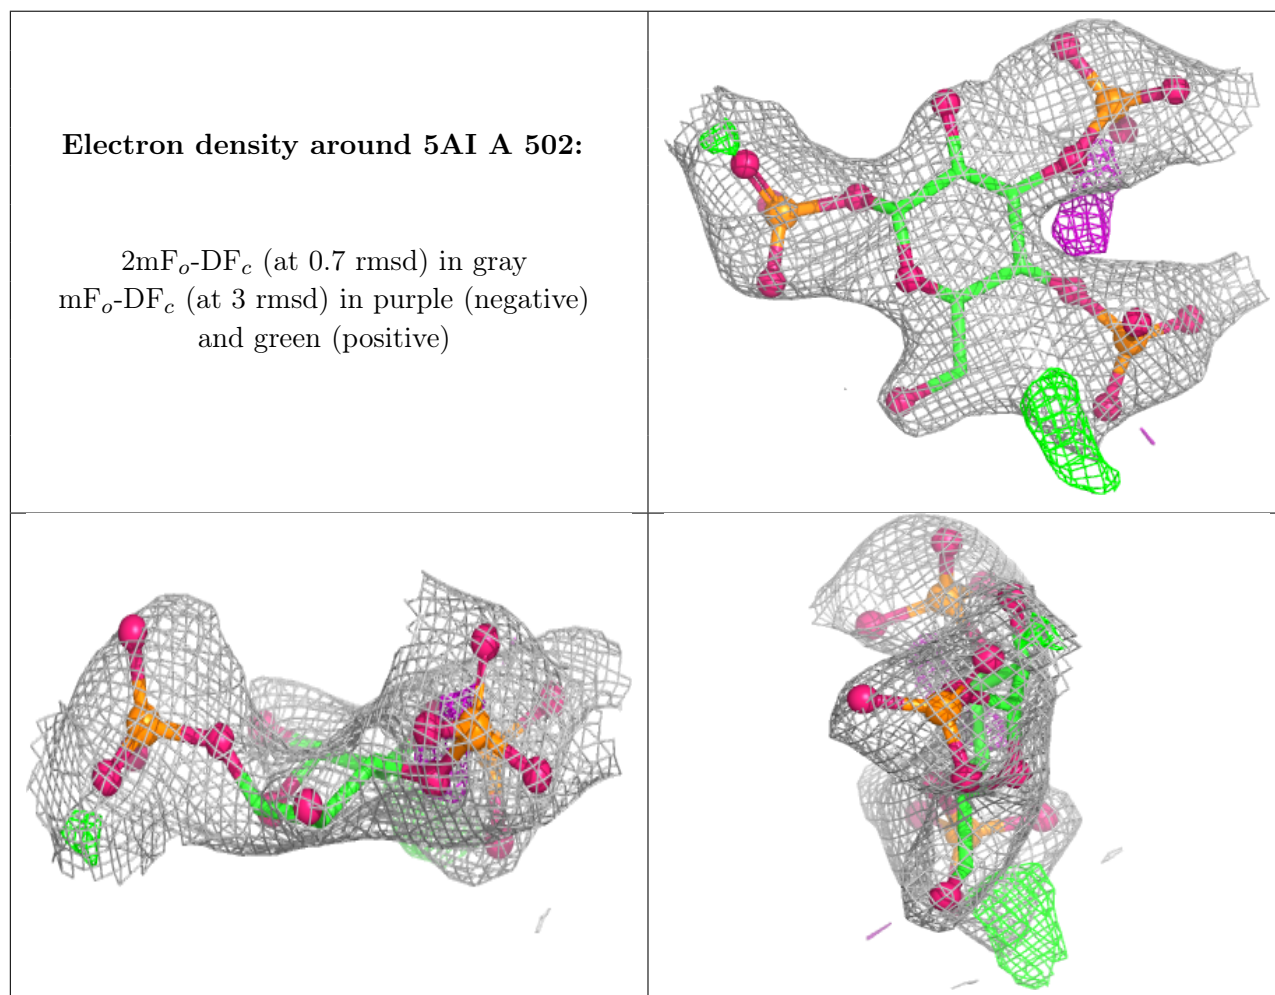 Electron density around 5AI A 502:
2mFo-DFc (at 0.7 rmsd) in gray
mFo-DFc (at 3 rmsd) in purple (negative)
and green (positive)